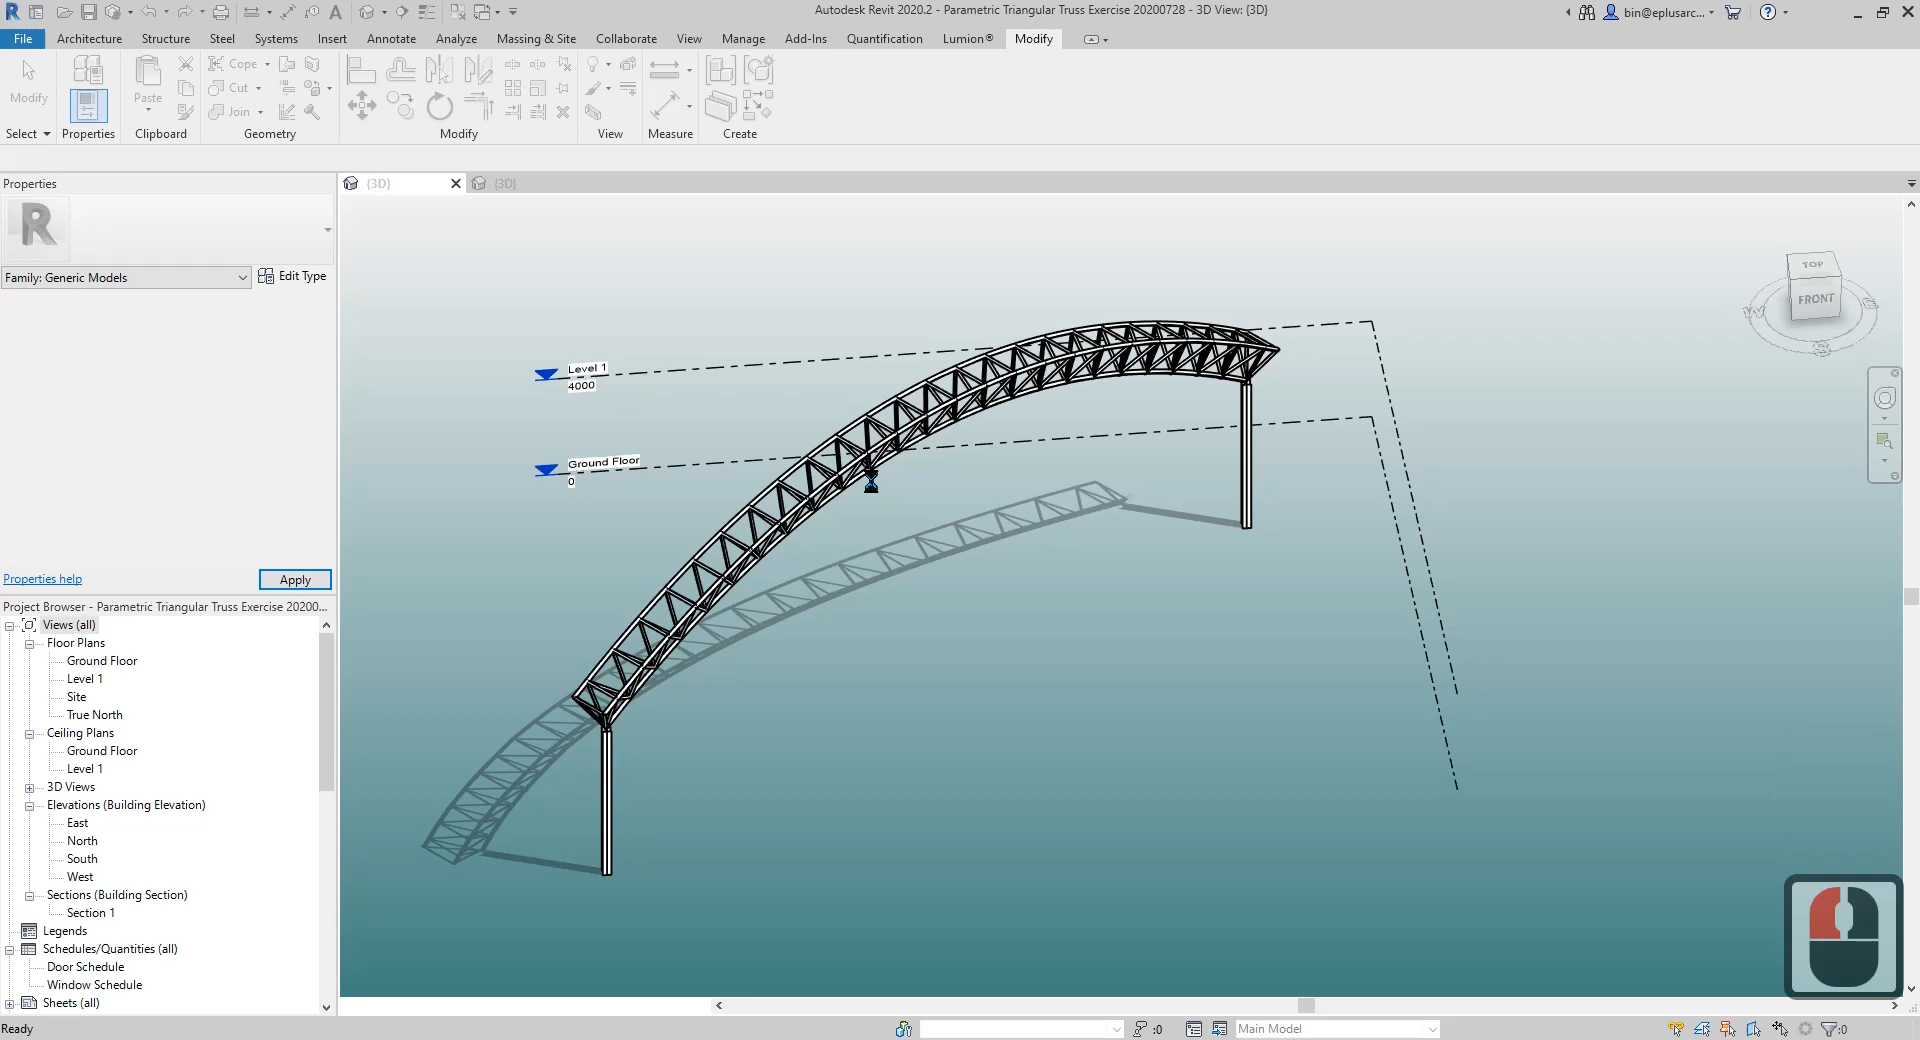 Autodesk Revit 2020.2 - Parametric Triangular Truss Exercise 20200728 - 3D View: {3D}
bin@eplusarc...
File Architecture Structure Steel Systems Insert Annotate Analyze Massing & Site Collaborate View Manage Add-Ins Quantification Lumion® Modify
Modify
Paste
Cope
Cut
Join
Select Properties Clipboard Geometry Modify View Measure Create
Properties
{3D}
{3D}
R
Family: Generic Models
Edit Type
Properties help
Apply
Project Browser - Parametric Triangular Truss Exercise 20200...
Views (all)
Floor Plans
Ground Floor
Level 1
Site
True North
Ceiling Plans
Ground Floor
Level 1
3D Views
Elevations (Building Elevation)
East
North
South
West
Sections (Building Section)
Section 1
Legends
Schedules/Quantities (all)
Door Schedule
Window Schedule
Sheets (all)
Level 1
4000
Ground Floor
0
TOP
FRONT
W
S
Ready
:0
Main Model
:0